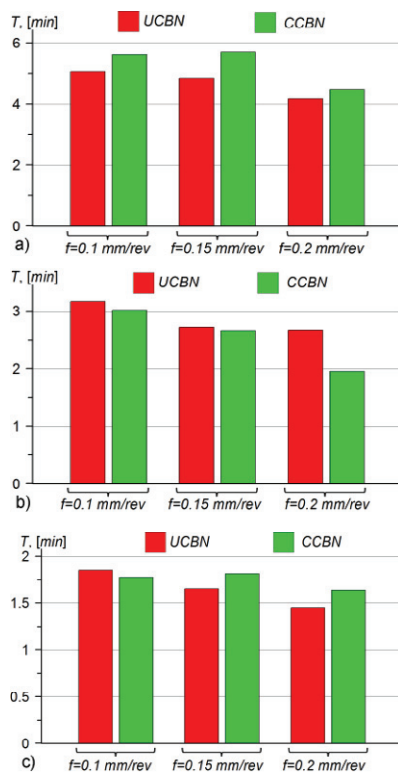 T, [min] UCBN CCBN
6
4
2
0
f=0.1 mm/rev f=0.15 mm/rev f=0.2 mm/rev
a)
T, [min] UCBN CCBN
3
2
1
0
f=0.1 mm/rev f=0.15 mm/rev f=0.2 mm/rev
b)
T, [min] UCBN CCBN
2
1.5
1
0.5
0
f=0.1 mm/rev f=0.15 mm/rev f=0.2 mm/rev
c)